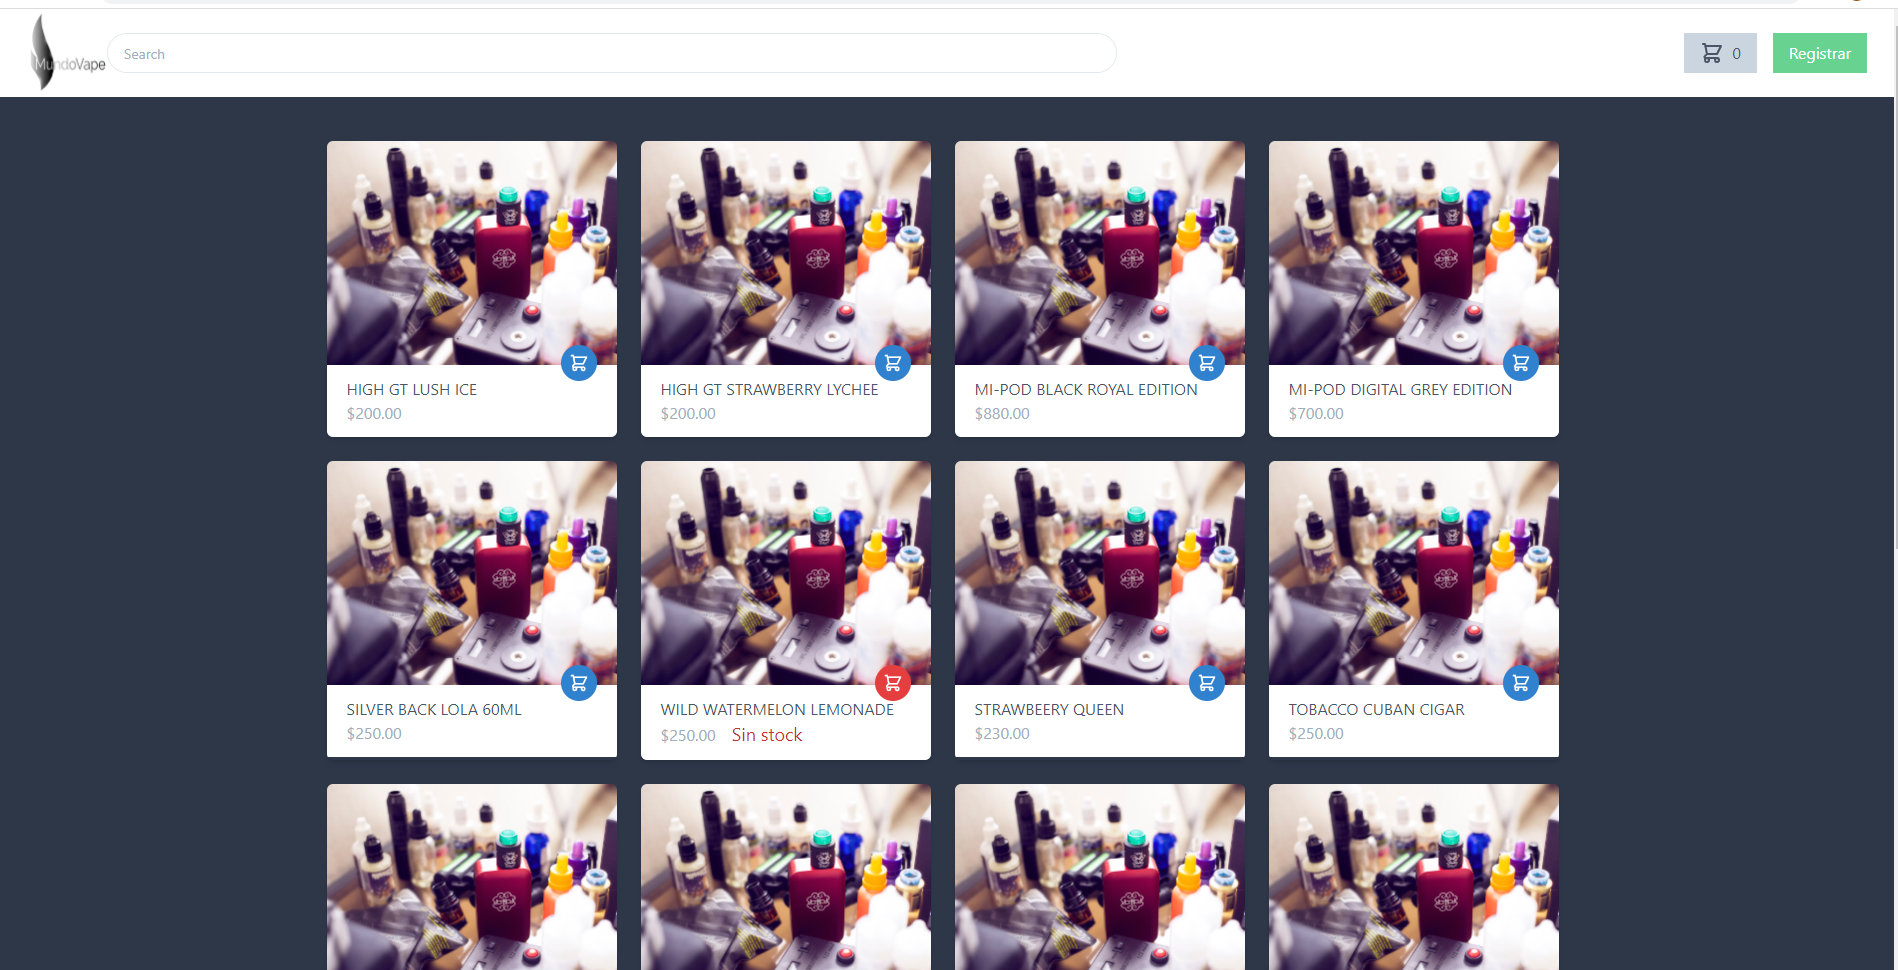 MundoVape
Search
0
Registrar
HIGH GT LUSH ICE
$200.00
HIGH GT STRAWBERRY LYCHEE
$200.00
MI-POD BLACK ROYAL EDITION
$880.00
MI-POD DIGITAL GREY EDITION
$700.00
SILVER BACK LOLA 60ML
$250.00
WILD WATERMELON LEMONADE
$250.00 Sin stock
STRAWBEERY QUEEN
$230.00
TOBACCO CUBAN CIGAR
$250.00